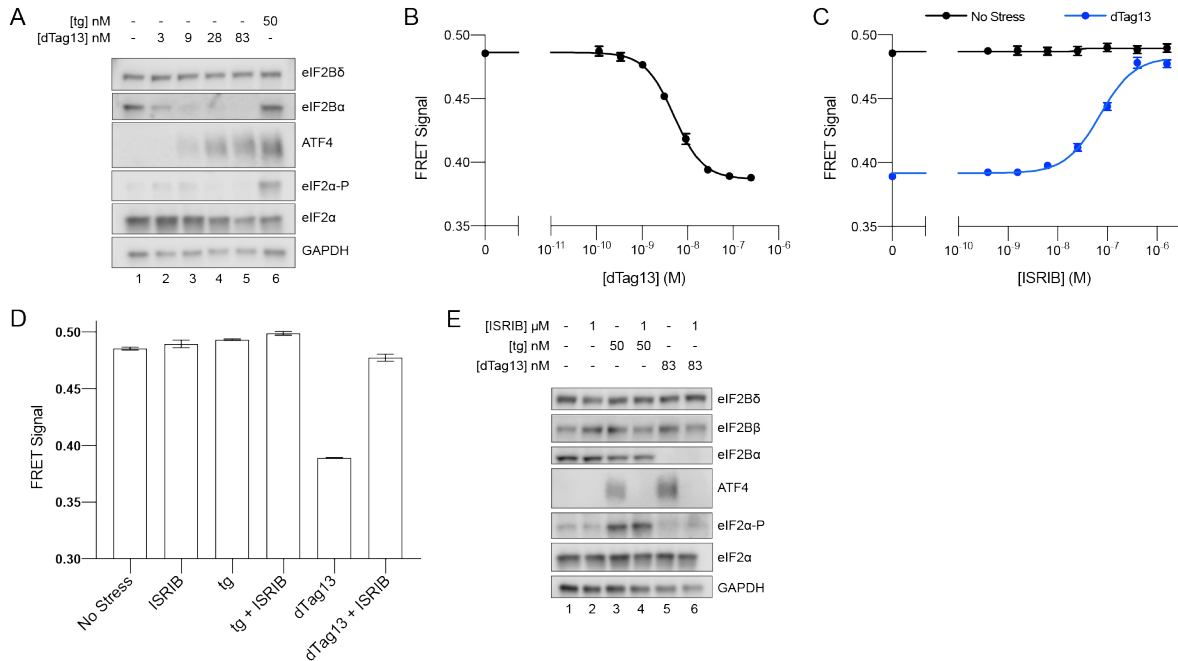 A
[tg] nM - - - - - 50
[dTag13] nM - 3 9 28 83 -
eIF2Bδ
eIF2Bα
ATF4
eIF2α-P
eIF2α
GAPDH
1 2 3 4 5 6
B
FRET Signal
0.50
0.45
0.40
0.35
0 10-11 10-10 10-9 10-8 10-7 10-6
[dTag13] (M)
C
No Stress dTag13
FRET Signal
0.50
0.45
0.40
0.35
0 10-10 10-9 10-8 10-7 10-6
[ISRIB] (M)
D
FRET Signal
0.50
0.45
0.40
0.35
0.30
No Stress
ISRIB
tg
tg + ISRIB
dTag13
dTag13 + ISRIB
E
[ISRIB] µM - 1 - 1 - 1
[tg] nM - - 50 50 - -
[dTag13] nM - - - - 83 83
eIF2Bδ
eIF2Bβ
eIF2Bα
ATF4
eIF2α-P
eIF2α
GAPDH
1 2 3 4 5 6